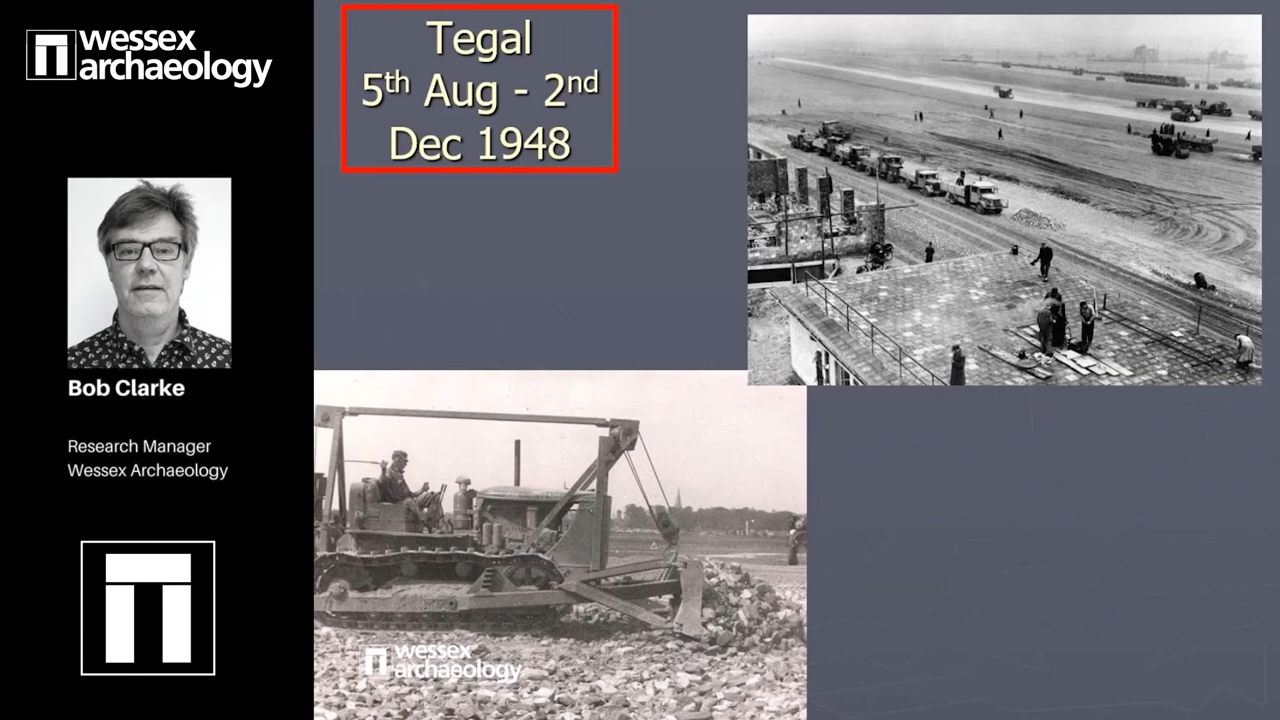 wessex
archaeology
Bob Clarke
Research Manager
Wessex Archaeology
Tegal
5th Aug - 2nd
Dec 1948
wessex
archaeology